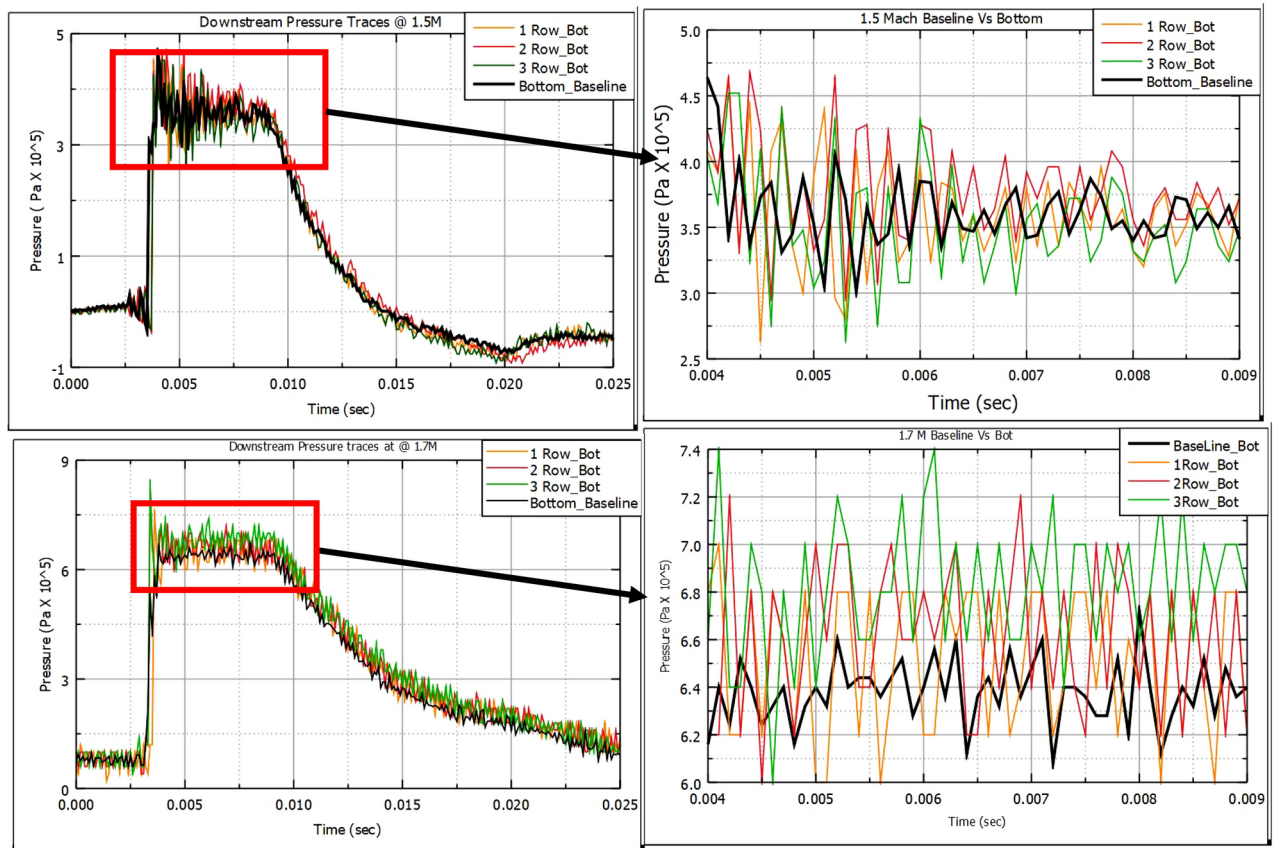 Downstream Pressure Traces @ 1.5M
1 Row_Bot
2 Row_Bot
3 Row_Bot
Bottom_Baseline
5
3
1
-1
Pressure ( Pa X 10^5)
0.000
0.005
0.010
0.015
0.020
0.025
Time (sec)
1.5 Mach Baseline Vs Bottom
1 Row_Bot
2 Row_Bot
3 Row_Bot
Bottom_Baseline
5.0
4.5
4.0
3.5
3.0
2.5
Pressure (Pa X 10^5)
0.004
0.005
0.006
0.007
0.008
0.009
Time (sec)
Downstream Pressure traces at @ 1.7M
1 Row_Bot
2 Row_Bot
3 Row_Bot
Bottom_Baseline
9
6
3
0
Pressure (Pa X 10^5)
0.000
0.005
0.010
0.015
0.020
0.025
Time (sec)
1.7 M Baseline Vs Bot
BaseLine_Bot
1Row_Bot
2Row_Bot
3Row_Bot
7.4
7.2
7.0
6.8
6.6
6.4
6.2
6.0
Pressure (Pa X 10^5)
0.004
0.005
0.006
0.007
0.008
0.009
Time (sec)